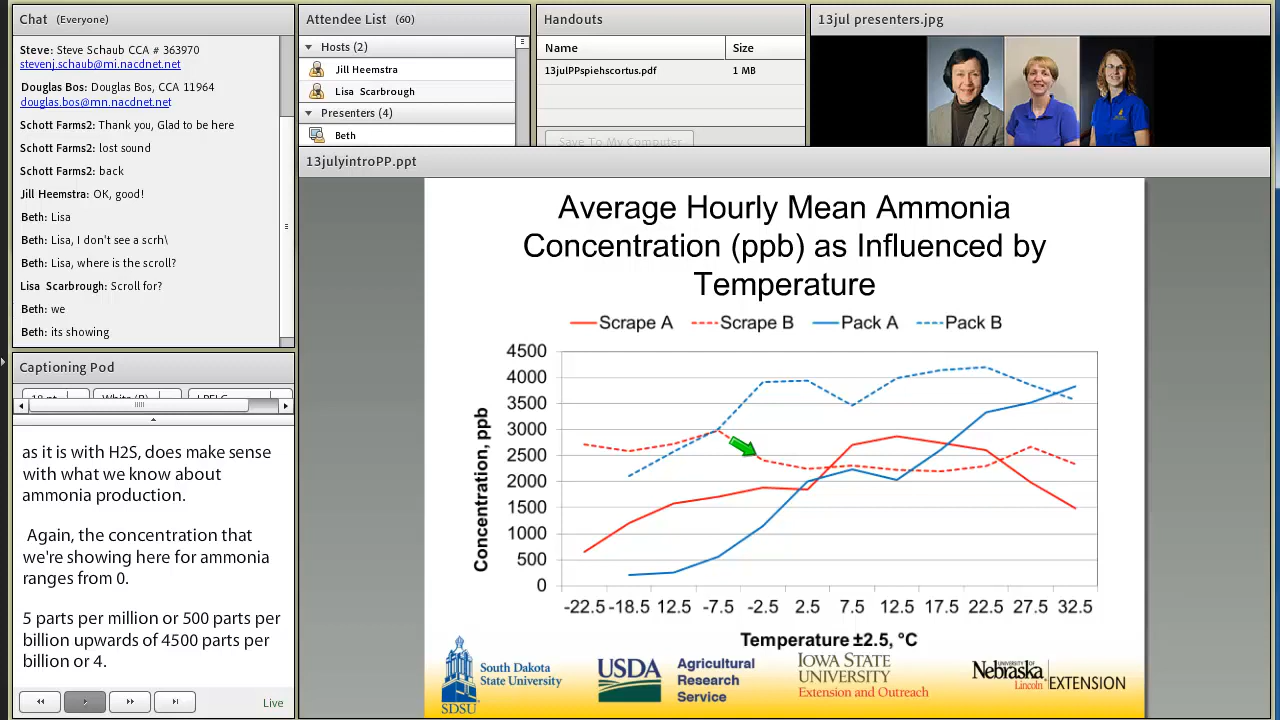 Chat (Everyone)
Steve: Steve Schaub CCA # 363970
stevenj.schaub@mi.nacdnet.net
Douglas Bos: Douglas Bos, CCA 11964
douglas.bos@mn.nacdnet.net
Schott Farms2: Thank you, Glad to be here
Schott Farms2: lost sound
Schott Farms2: back
Jill Heemstra: OK, good!
Beth: Lisa
Beth: Lisa, I don't see a scrh\
Beth: Lisa, where is the scroll?
Lisa Scarbrough: Scroll for?
Beth: we
Beth: its showing
Captioning Pod
as it is with H2S, does make sense
with what we know about
ammonia production.
Again, the concentration that
we're showing here for ammonia
ranges from 0.
5 parts per million or 500 parts per
billion upwards of 4500 parts per
billion or 4.
Live
Attendee List (60)
Hosts (2)
Jill Heemstra
Lisa Scarbrough
Presenters (4)
Beth
Handouts
Name Size
13julPPspiehscortus.pdf 1 MB
Save To My Computer
13jul presenters.jpg
13julyintroPP.ppt
Average Hourly Mean Ammonia
Concentration (ppb) as Influenced by
Temperature
Scrape A Scrape B Pack A Pack B
Concentration, ppb
4500
4000
3500
3000
2500
2000
1500
1000
500
0
-22.5 -18.5 12.5 -7.5 -2.5 2.5 7.5 12.5 17.5 22.5 27.5 32.5
Temperature ±2.5, °C
SDSU
South Dakota
State University
USDA
Agricultural
Research
Service
IOWA STATE
UNIVERSITY
Extension and Outreach
UNIVERSITY OF
Nebraska
Lincoln
EXTENSION